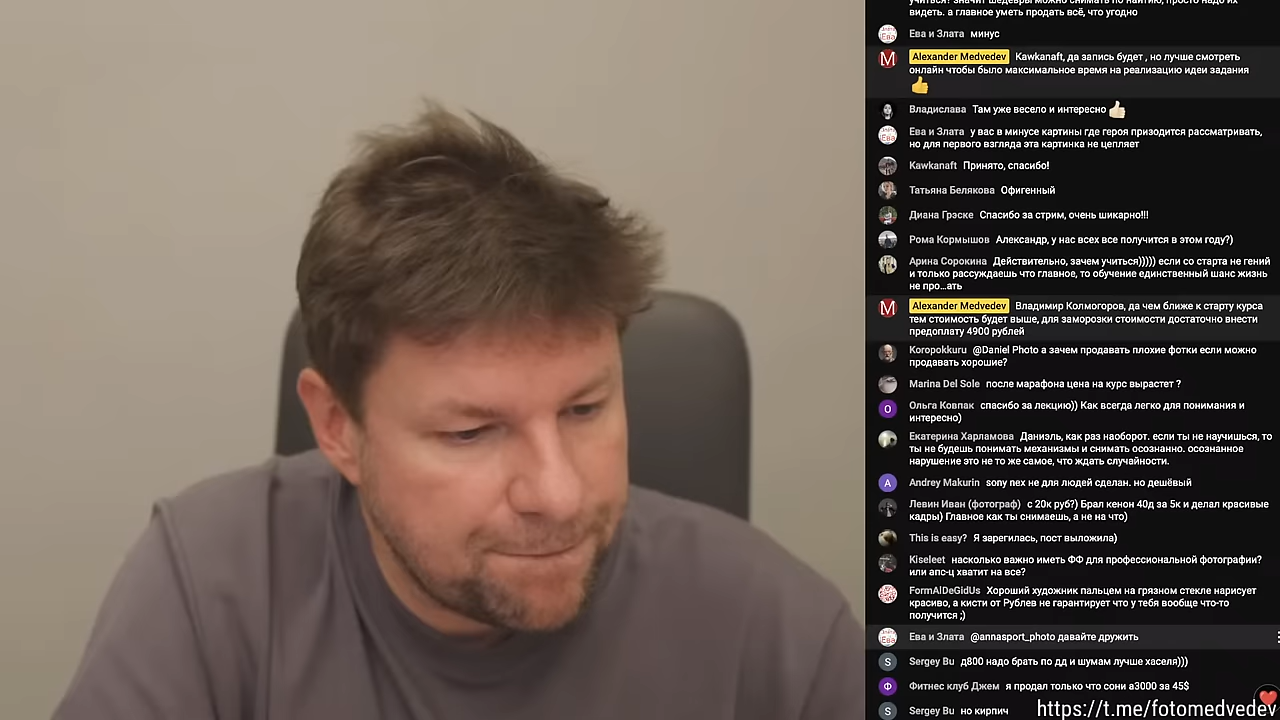 учиться? значит шедевры можно снимать по наитию, просто надо их
видеть. а главное уметь продать всё, что угодно
Ева и Злата минус
M Alexander Medvedev Kawkanaft, да запись будет , но лучше смотреть
онлайн чтобы было максимальное время на реализацию идеи задания
👍
Владислава Там уже весело и интересно 👍🏻
Ева и Злата у вас в минусе картины где героя призодится рассматривать,
но для первого взгляда эта картинка не цепляет
Kawkanaft Принято, спасибо!
Татьяна Белякова Офигенный
Диана Грэске Спасибо за стрим, очень шикарно!!!
Рома Кормышов Александр, у нас всех все получится в этом году?)
Арина Сорокина Действительно, зачем учиться))))) если со старта не гений
и только рассуждаешь что главное, то обучение единственный шанс жизнь
не про...ать
M Alexander Medvedev Владимир Колмогоров, да чем ближе к старту курса
тем стоимость будет выше, для заморозки стоимости достаточно внести
предоплату 4900 рублей
Koropokkuru @Daniel Photo а зачем продавать плохие фотки если можно
продавать хорошие?
Marina Del Sole после марафона цена на курс вырастет ?
О Ольга Ковпак спасибо за лекцию)) Как всегда легко для понимания и
интересно)
Екатерина Харламова Даниэль, как раз наоборот. если ты не научишься, то
ты не будешь понимать механизмы и снимать осознанно. осознанное
нарушение это не то же самое, что ждать случайности.
A Andrey Makurin sony nex не для людей сделан. но дешёвый
Левин Иван (фотограф) с 20к руб?) Брал кенон 40д за 5к и делал красивые
кадры) Главное как ты снимаешь, а не на что)
This is easy? Я зарегилась, пост выложила)
Kiseleet насколько важно иметь ФФ для профессиональной фотографии?
или апс-ц хватит на все?
FormAlDeGidUs Хороший художник пальцем на грязном стекле нарисует
красиво, а кисти от Рублев не гарантирует что у тебя вообще что-то
получится ;)
Ева и Злата @annasport_photo давайте дружить
S Sergey Bu д800 надо брать по дд и шумам лучше хаселя)))
Ф Фитнес клуб Джем я продал только что сони а3000 за 45$
S Sergey Bu но кирпич
https://t.me/fotomedvedev